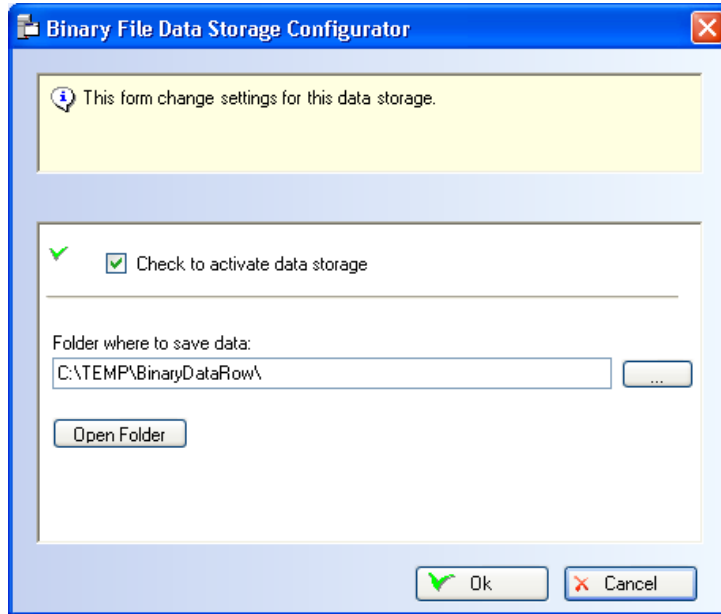 Binary File Data Storage Configurator
This form change settings for this data storage.
Check to activate data storage
Folder where to save data:
C:\TEMP\BinaryDataRow\
...
Open Folder
Ok
Cancel